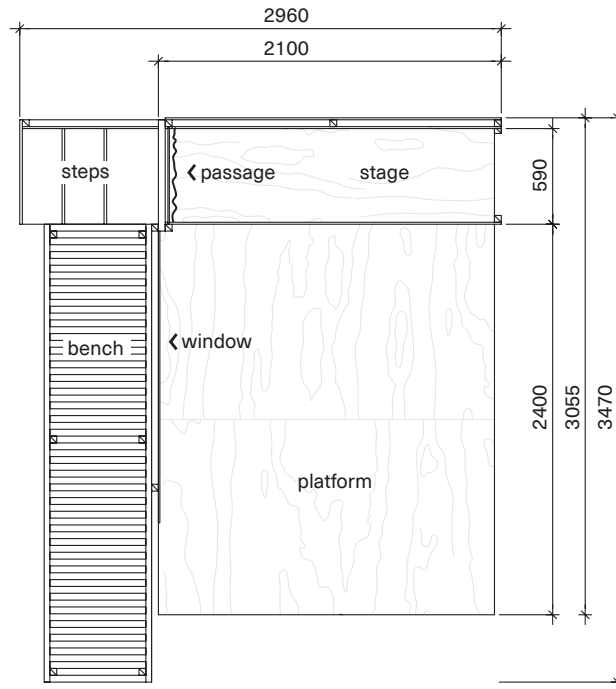 2960
2100
steps
passage
stage
590
bench
window
2400
3055
3470
platform